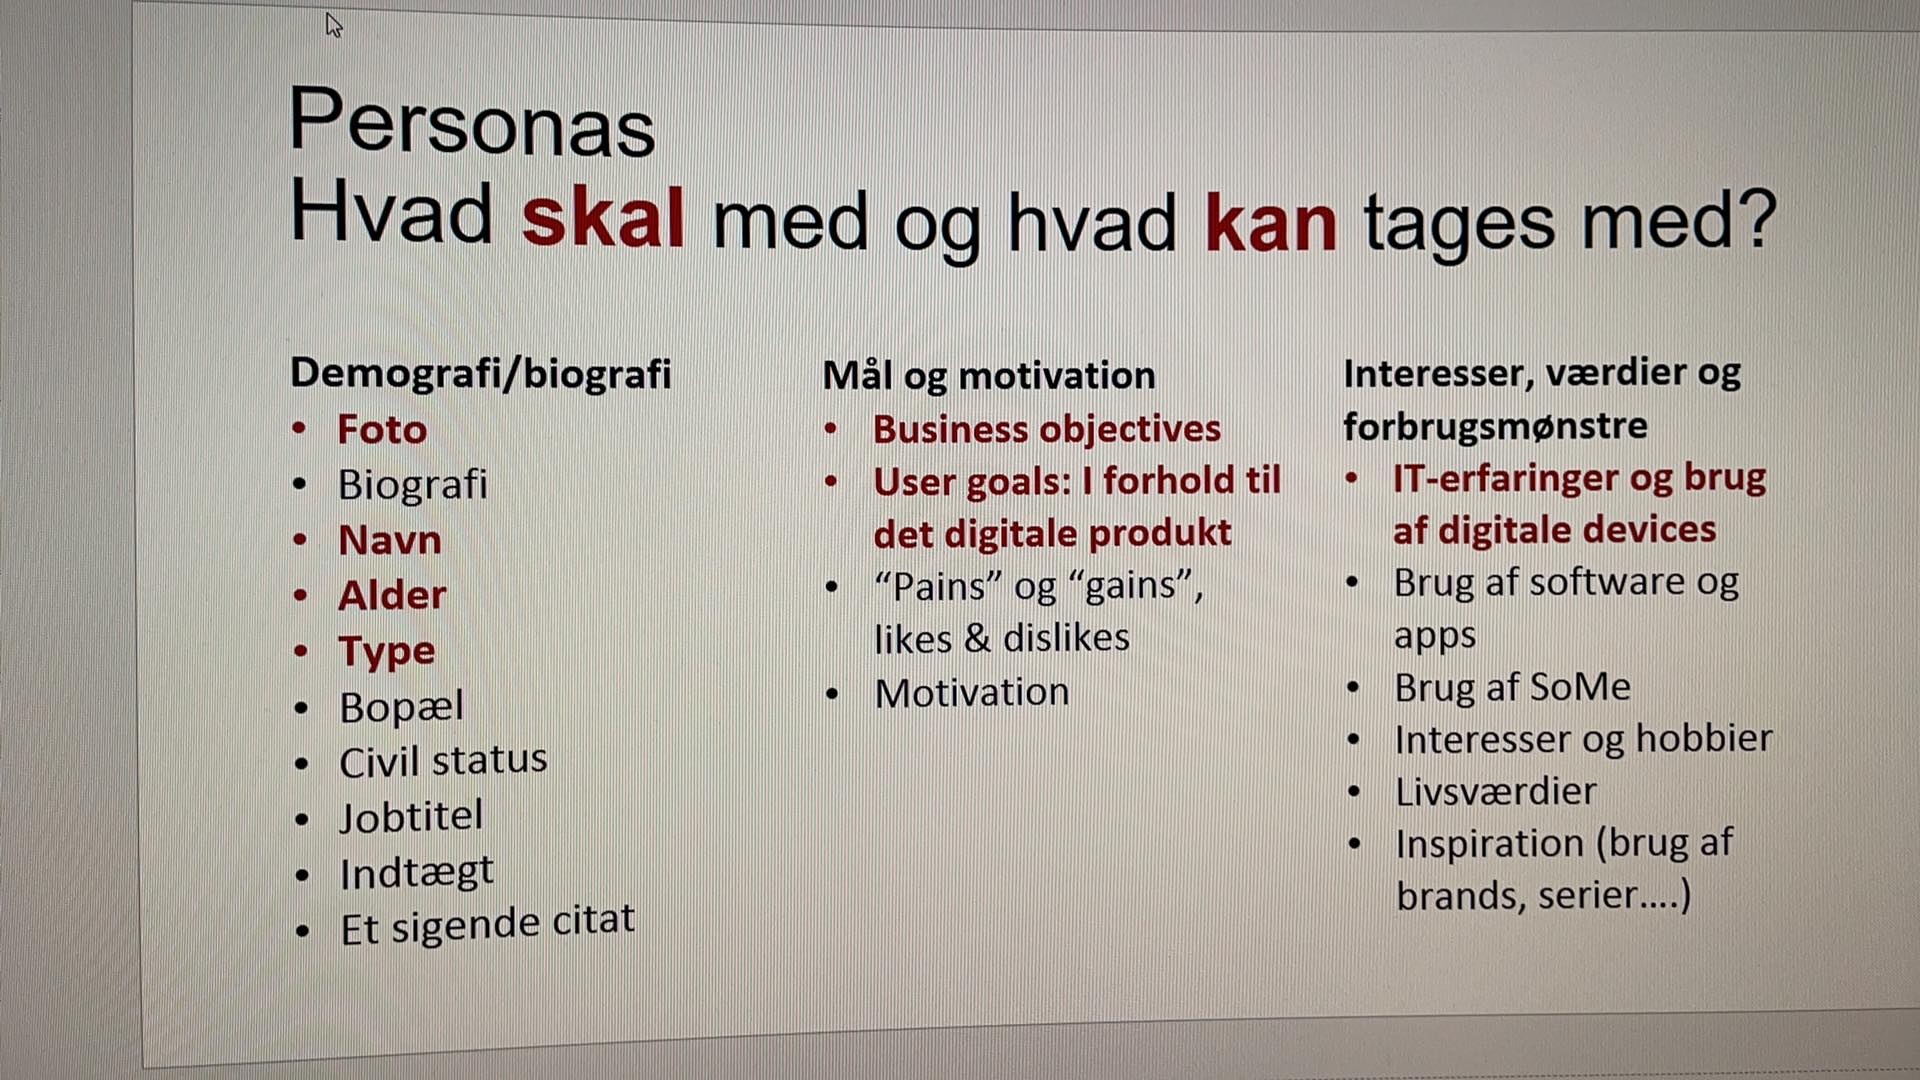 Personas
Hvad skal med og hvad kan tages med?
Demografi/biografi
• Foto
• Biografi
• Navn
• Alder
• Type
• Bopæl
• Civil status
• Jobtitel
• Indtægt
• Et sigende citat
Mål og motivation
• Business objectives
• User goals: I forhold til
det digitale produkt
• “Pains” og “gains”,
likes & dislikes
• Motivation
Interesser, værdier og
forbrugsmønstre
• IT-erfaringer og brug
af digitale devices
• Brug af software og
apps
• Brug af SoMe
• Interesser og hobbier
• Livsværdier
• Inspiration (brug af
brands, serier....)